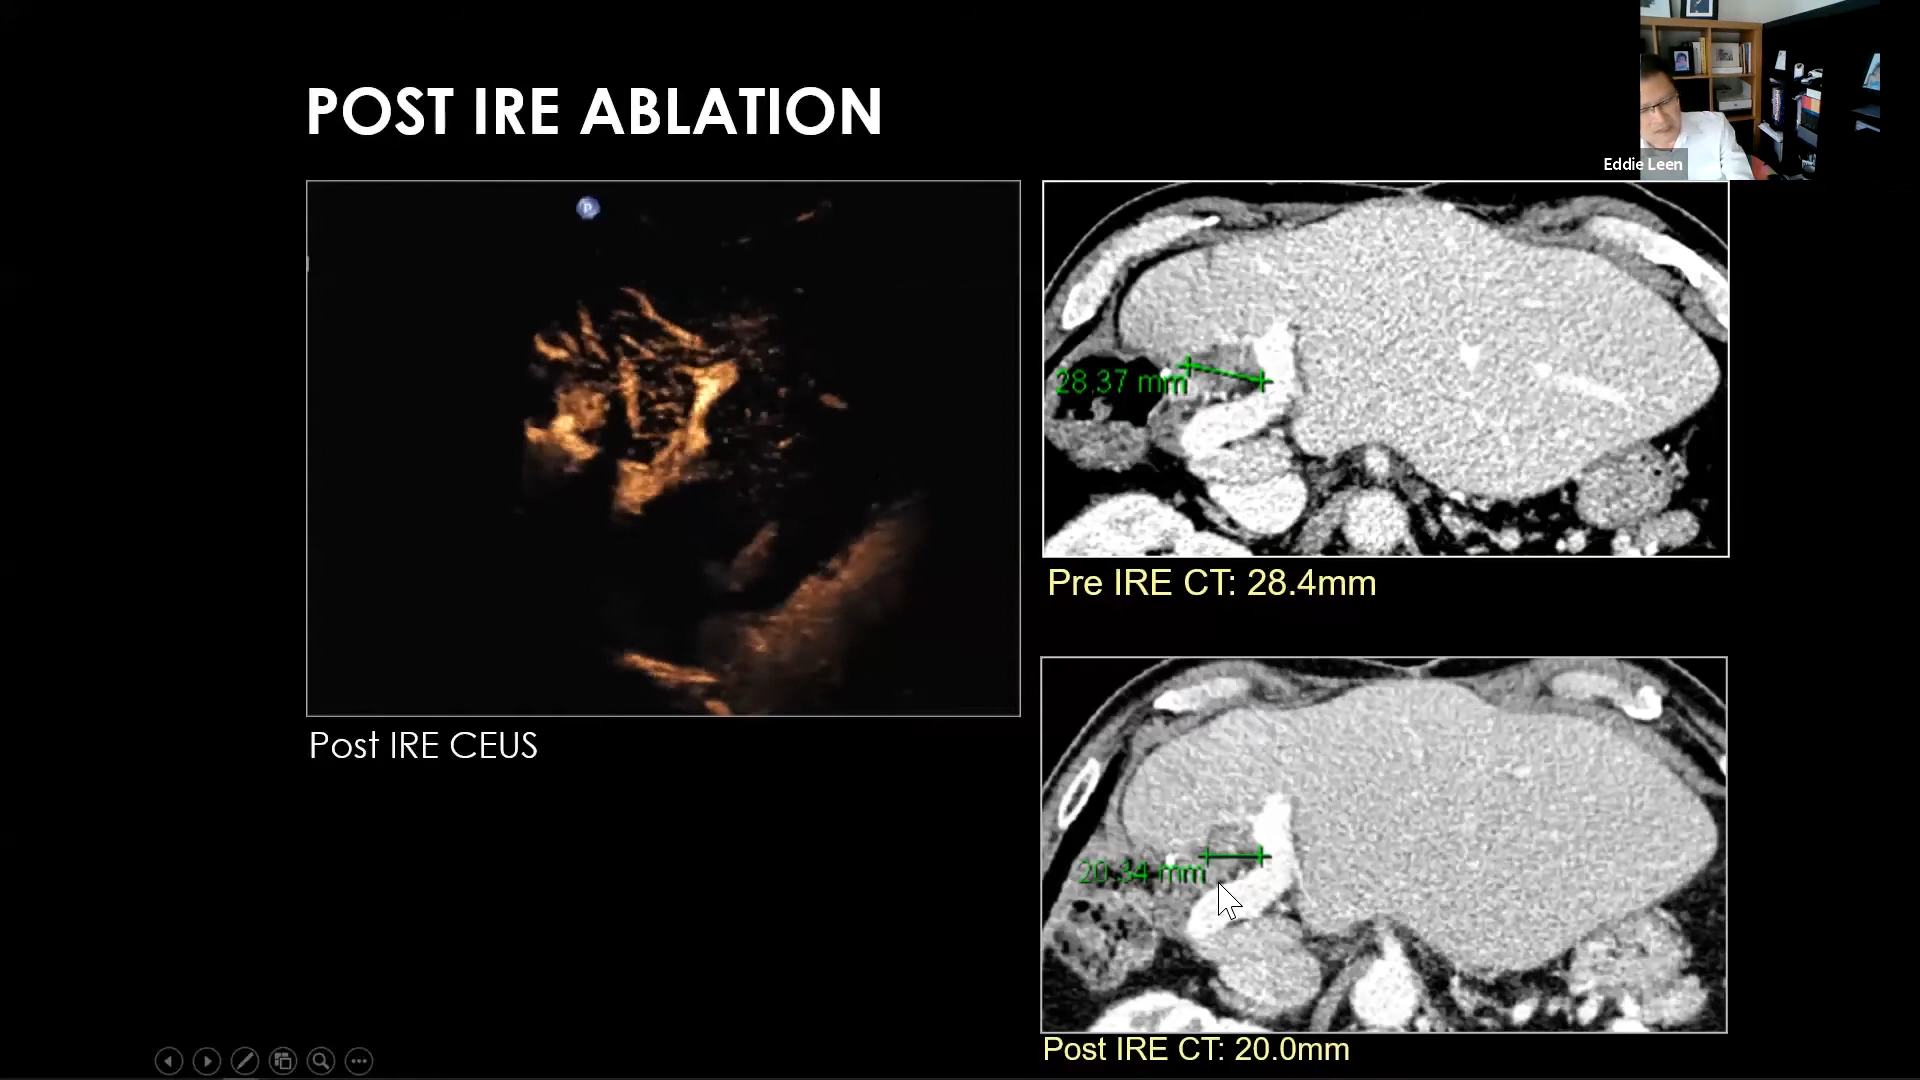 POST IRE ABLATION
Eddie Leen
P
28.37 mm
Pre IRE CT: 28.4mm
Post IRE CEUS
20.34 mm
Post IRE CT: 20.0mm